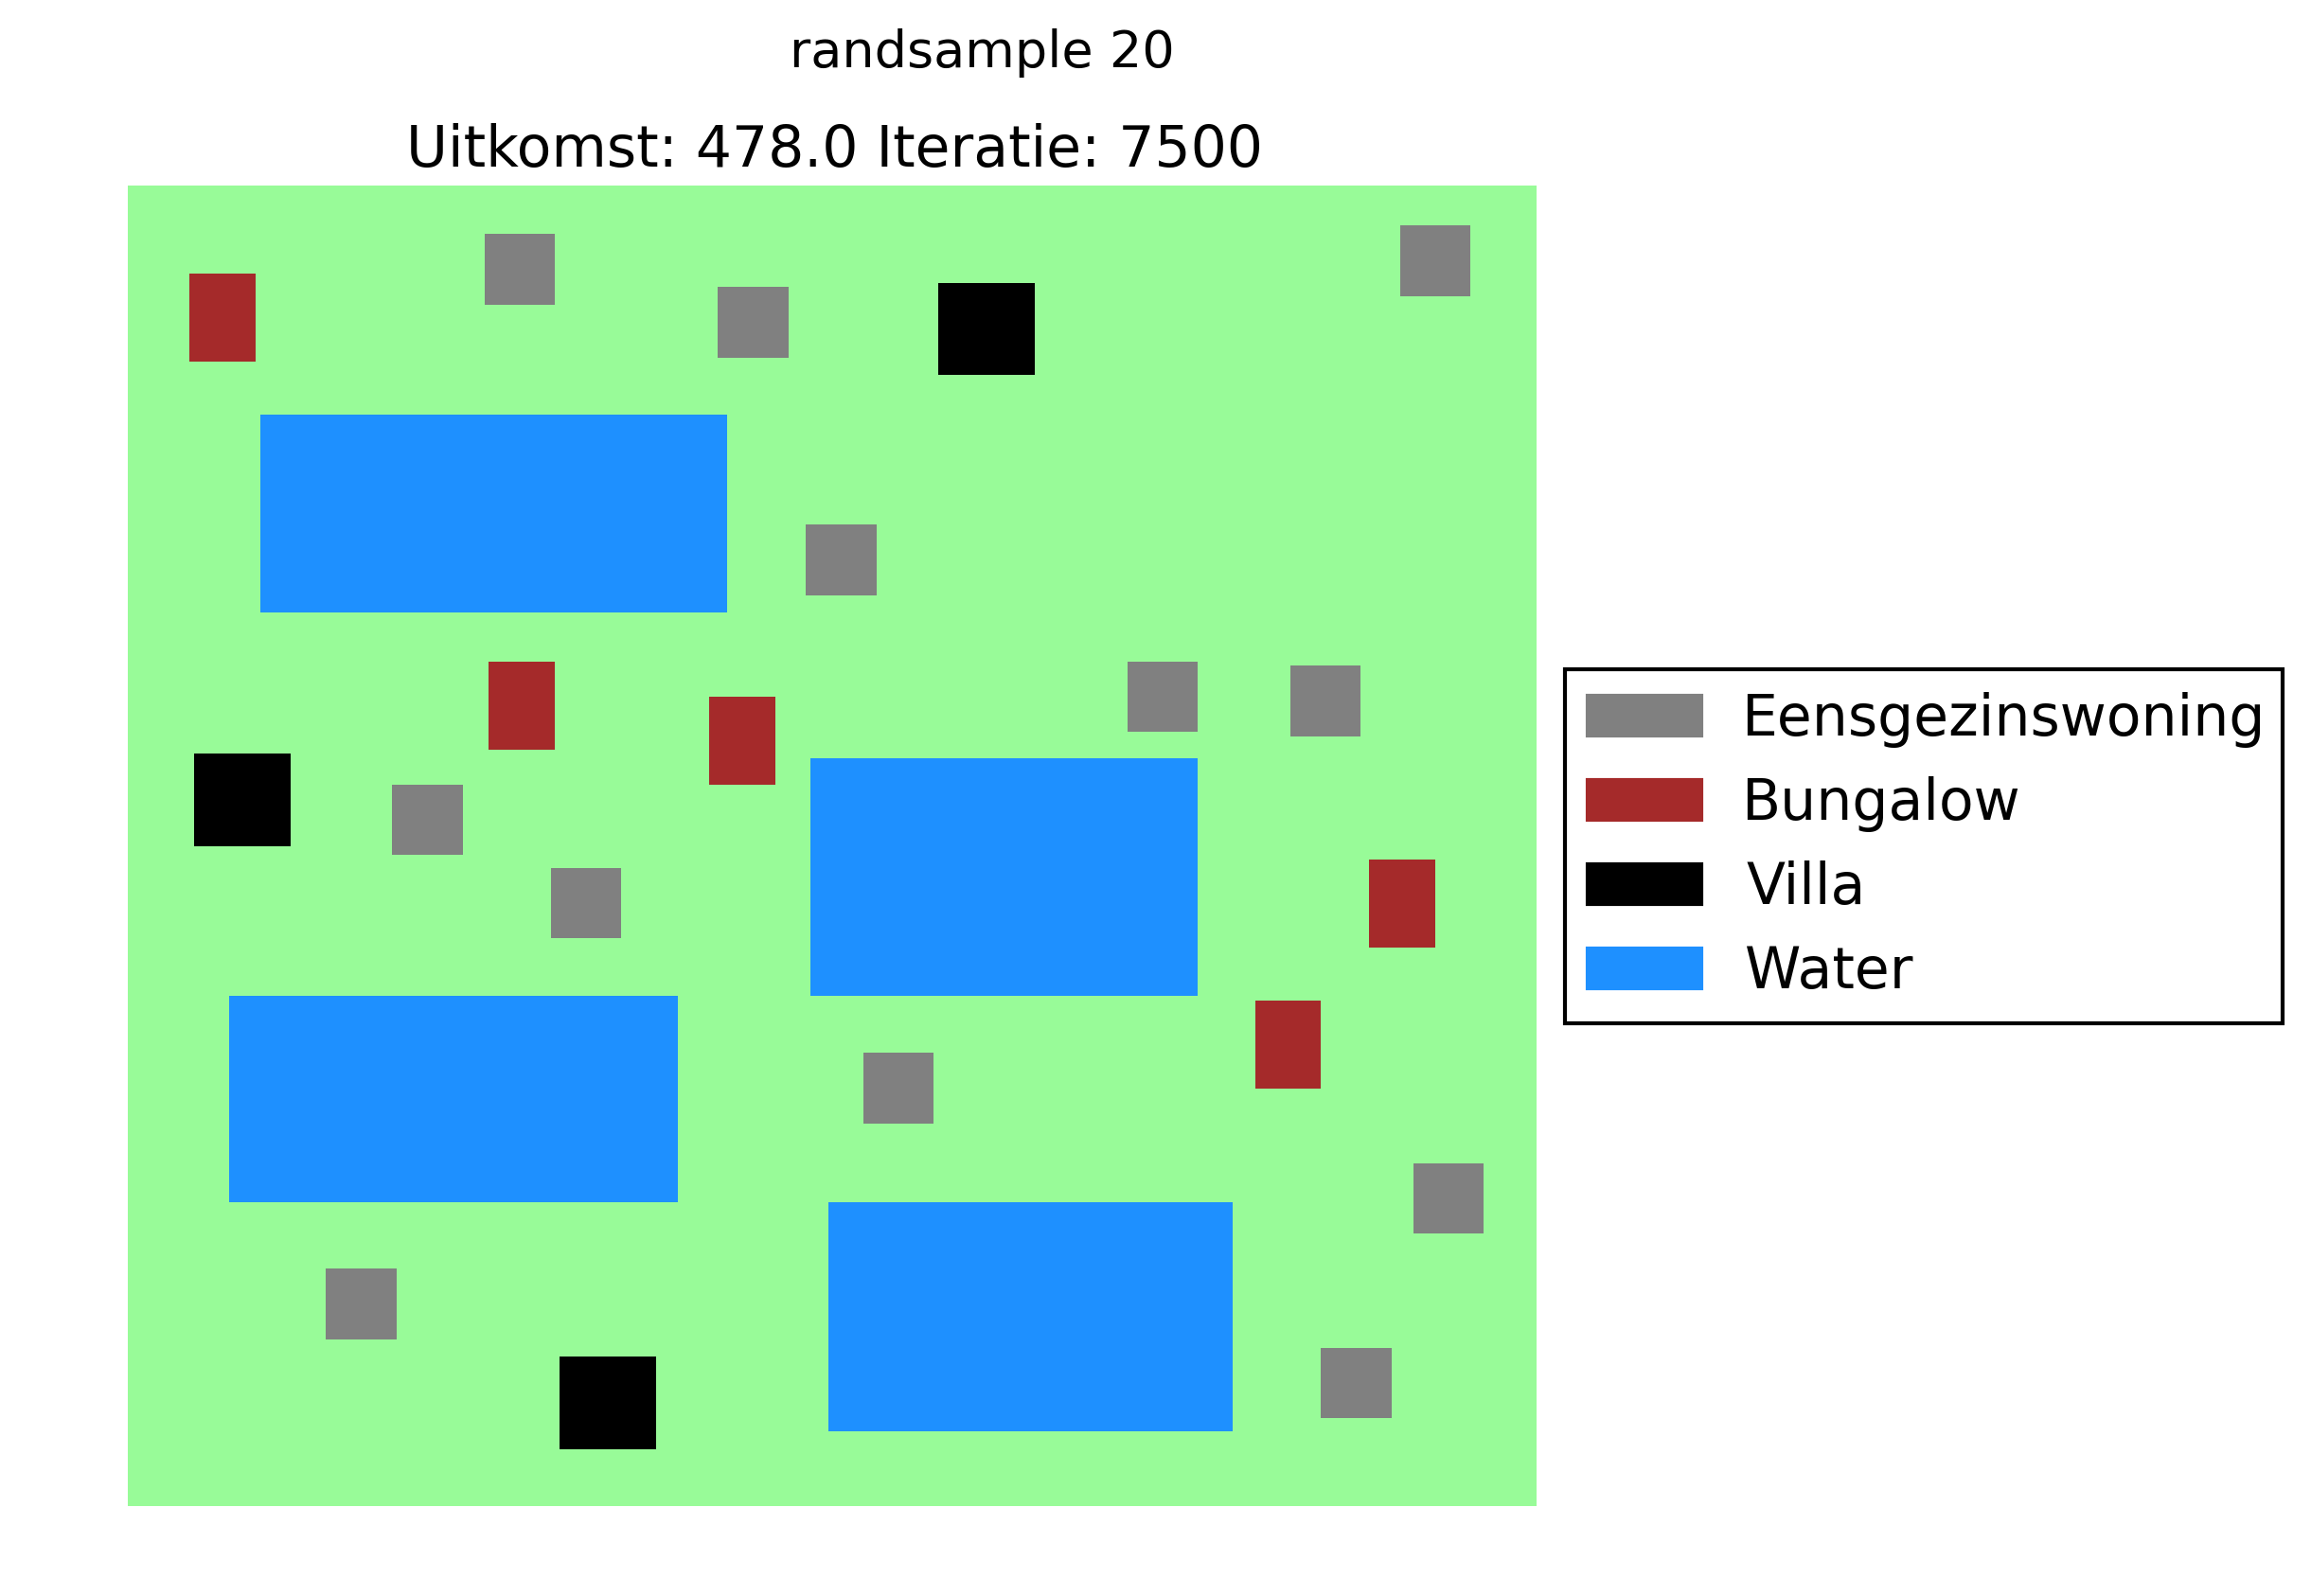 randsample 20
Uitkomst: 478.0 Iteratie: 7500
Eensgezinswoning
Bungalow
Villa
Water